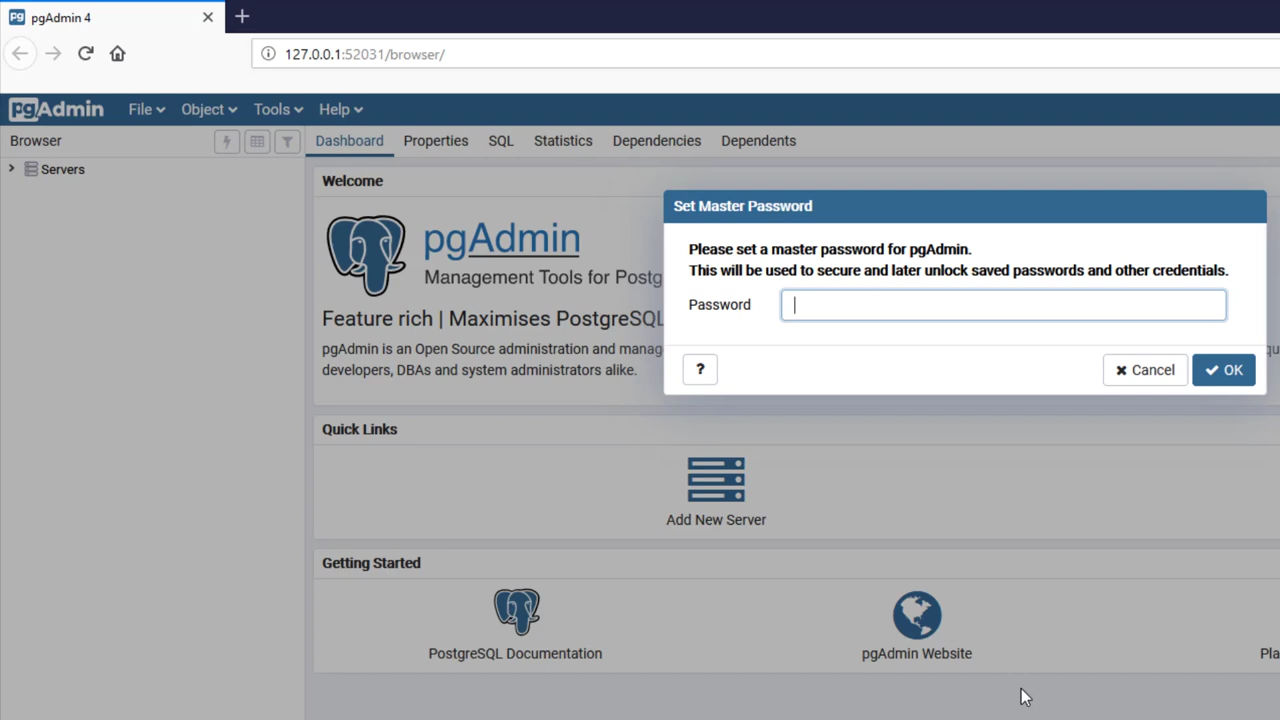 pgAdmin 4
127.0.0.1:52031/browser/
pgAdmin File Object Tools Help
Browser
Dashboard Properties SQL Statistics Dependencies Dependents
Servers
Welcome
Set Master Password
Please set a master password for pgAdmin.
This will be used to secure and later unlock saved passwords and other credentials.
Password
? Cancel OK
pgAdmin
Management Tools for Postg
Feature rich | Maximises PostgreSQL
pgAdmin is an Open Source administration and manag
developers, DBAs and system administrators alike.
Quick Links
Add New Server
Getting Started
PostgreSQL Documentation
pgAdmin Website
Pla